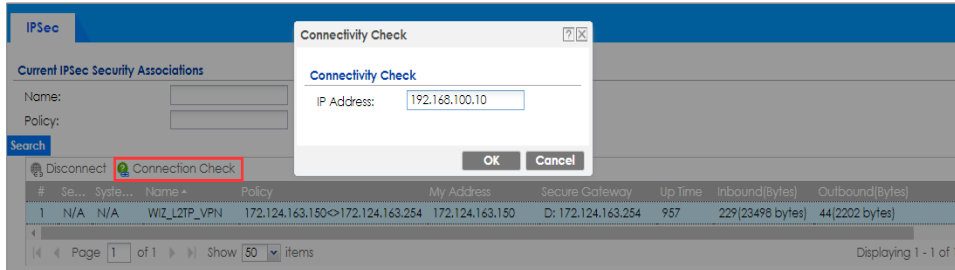 IPSec
Connectivity Check
Current IPSec Security Associations
Connectivity Check
Name:
IP Address: 192.168.100.10
Policy:
Search
OK Cancel
Disconnect Connection Check
# Se... Syste... Name Policy My Address Secure Gateway Up Time Inbound(Bytes) Outbound(Bytes)
1 N/A N/A WIZ_L2TP_VPN 172.124.163.150<>172.124.163.254 172.124.163.150 D: 172.124.163.254 957 229(23498 bytes) 44(2202 bytes)
Page 1 of 1 Show 50 items Displaying 1 - 1 of